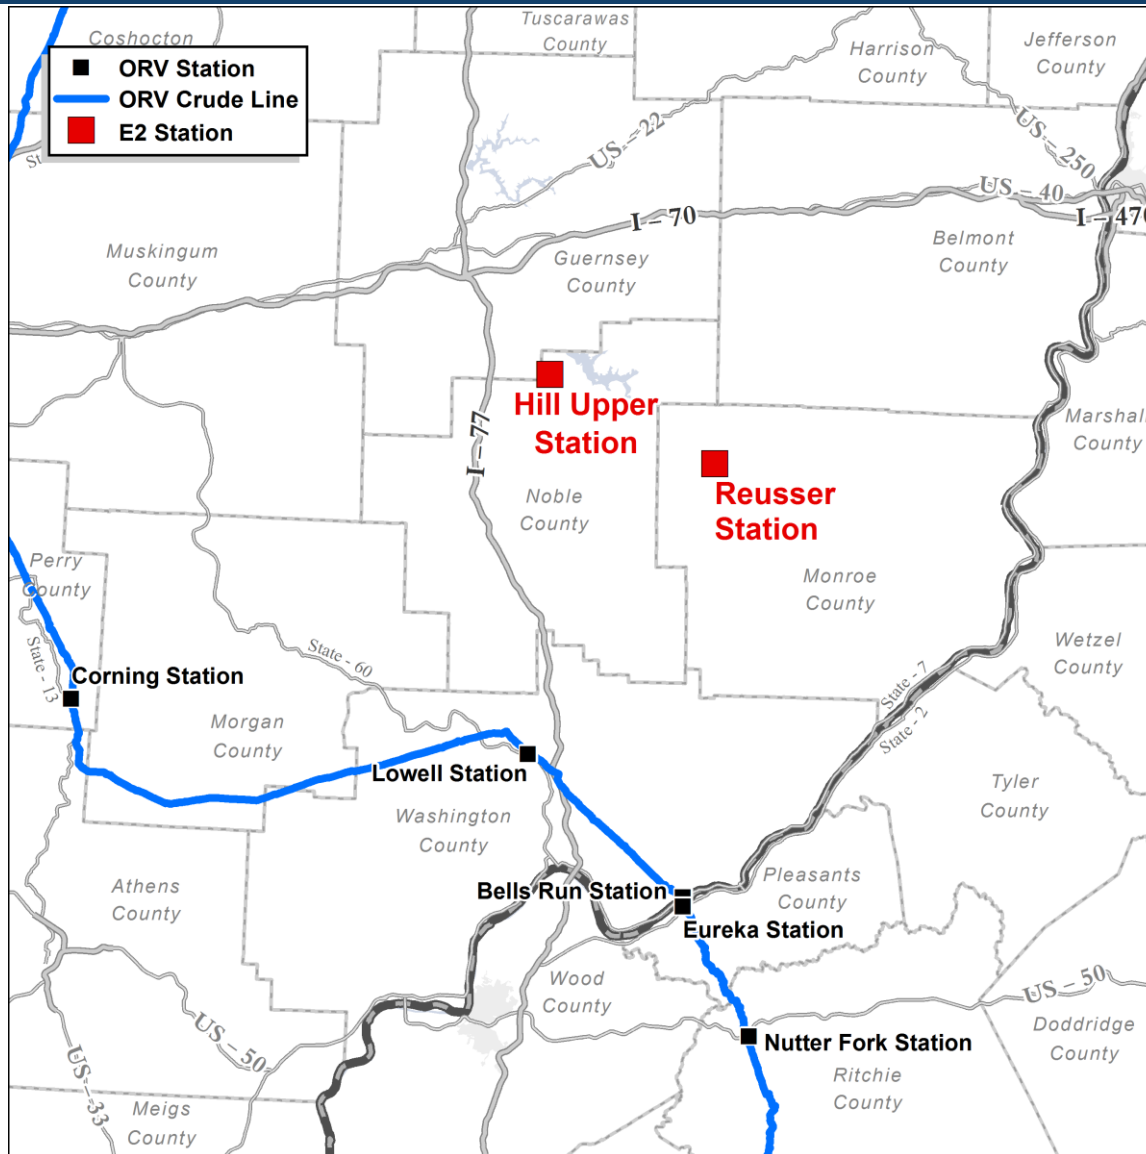 Coshocton
Tuscarawas
County
Harrison
County
Jefferson
County
ORV Station
ORV Crude Line
E2 Station
US - 22
US - 250
US - 40
I - 70
I - 470
Muskingum
County
Guernsey
County
Belmont
County
Hill Upper
Station
I - 77
Marshall
County
Reusser
Station
Noble
County
Perry
County
Monroe
County
State - 13
State - 60
Wetzel
County
Corning Station
State - 7
State - 2
Morgan
County
Lowell Station
Tyler
County
Washington
County
Athens
County
Bells Run Station
Pleasants
County
Eureka Station
Wood
County
US - 50
US - 50
Doddridge
County
Nutter Fork Station
US - 33
Ritchie
County
Meigs
County